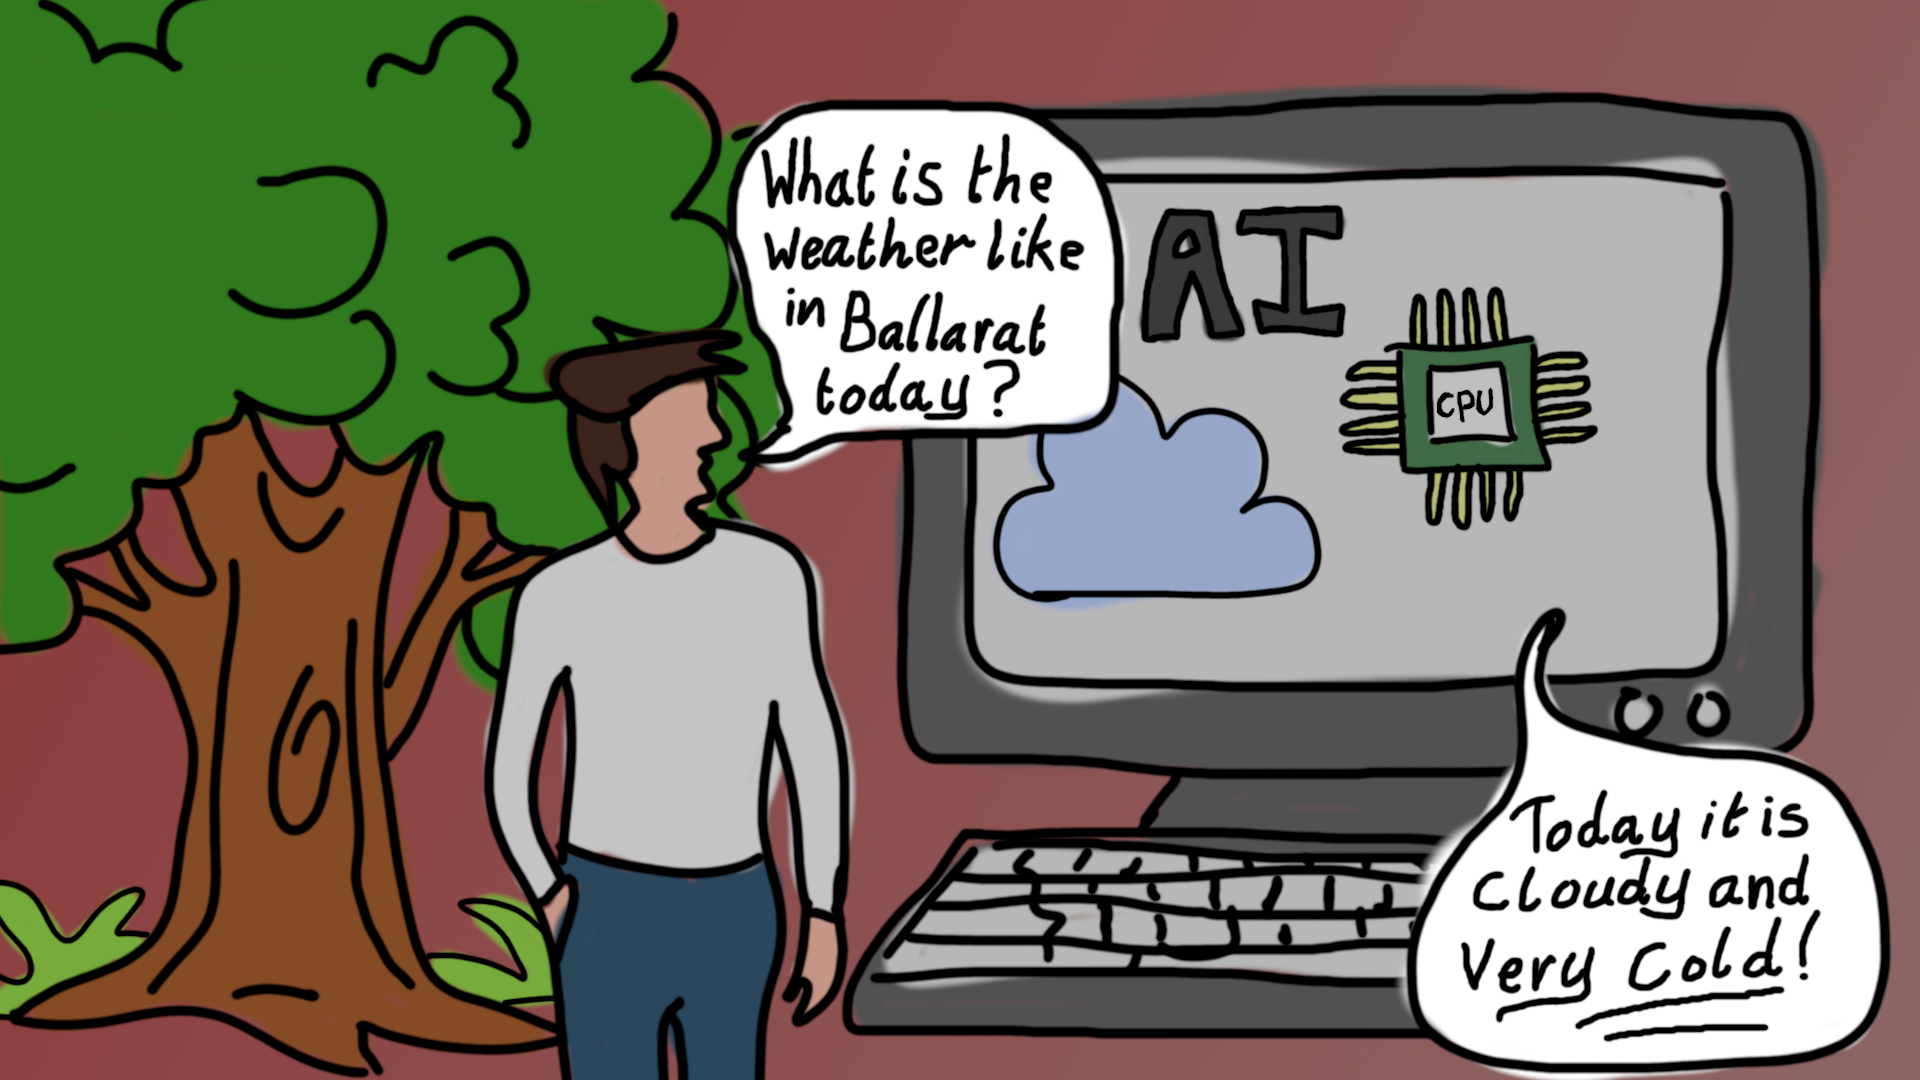 What is the
weather like
in Ballarat
today?
AI
CPU
Today it is
Cloudy and
Very Cold!